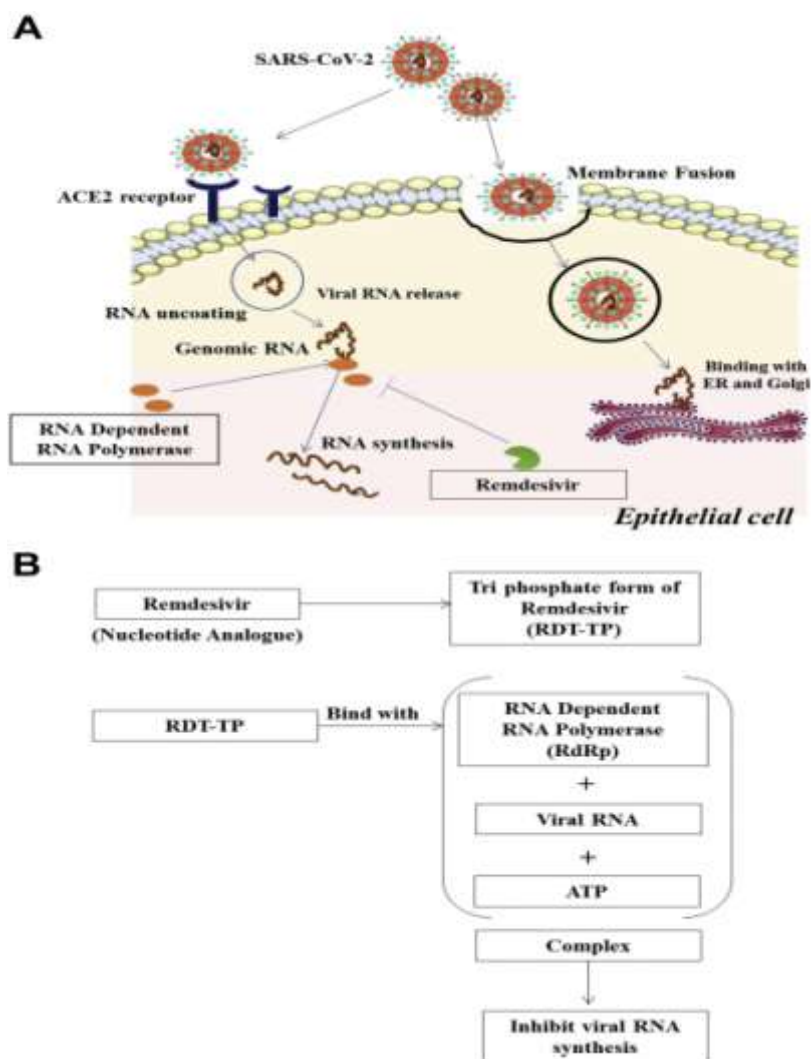 A
SARS-CoV-2
Membrane Fusion
ACE2 receptor
Viral RNA release
RNA uncoating
Genomic RNA
Binding with
ER and Golgi
RNA Dependent
RNA Polymerase
RNA synthesis
Remdesivir
Epithelial cell
B
Remdesivir
(Nucleotide Analogue)
Tri phosphate form of
Remdesivir
(RDT-TP)
RDT-TP
Bind with
RNA Dependent
RNA Polymerase
(RdRp)
+
Viral RNA
+
ATP
Complex
Inhibit viral RNA
synthesis